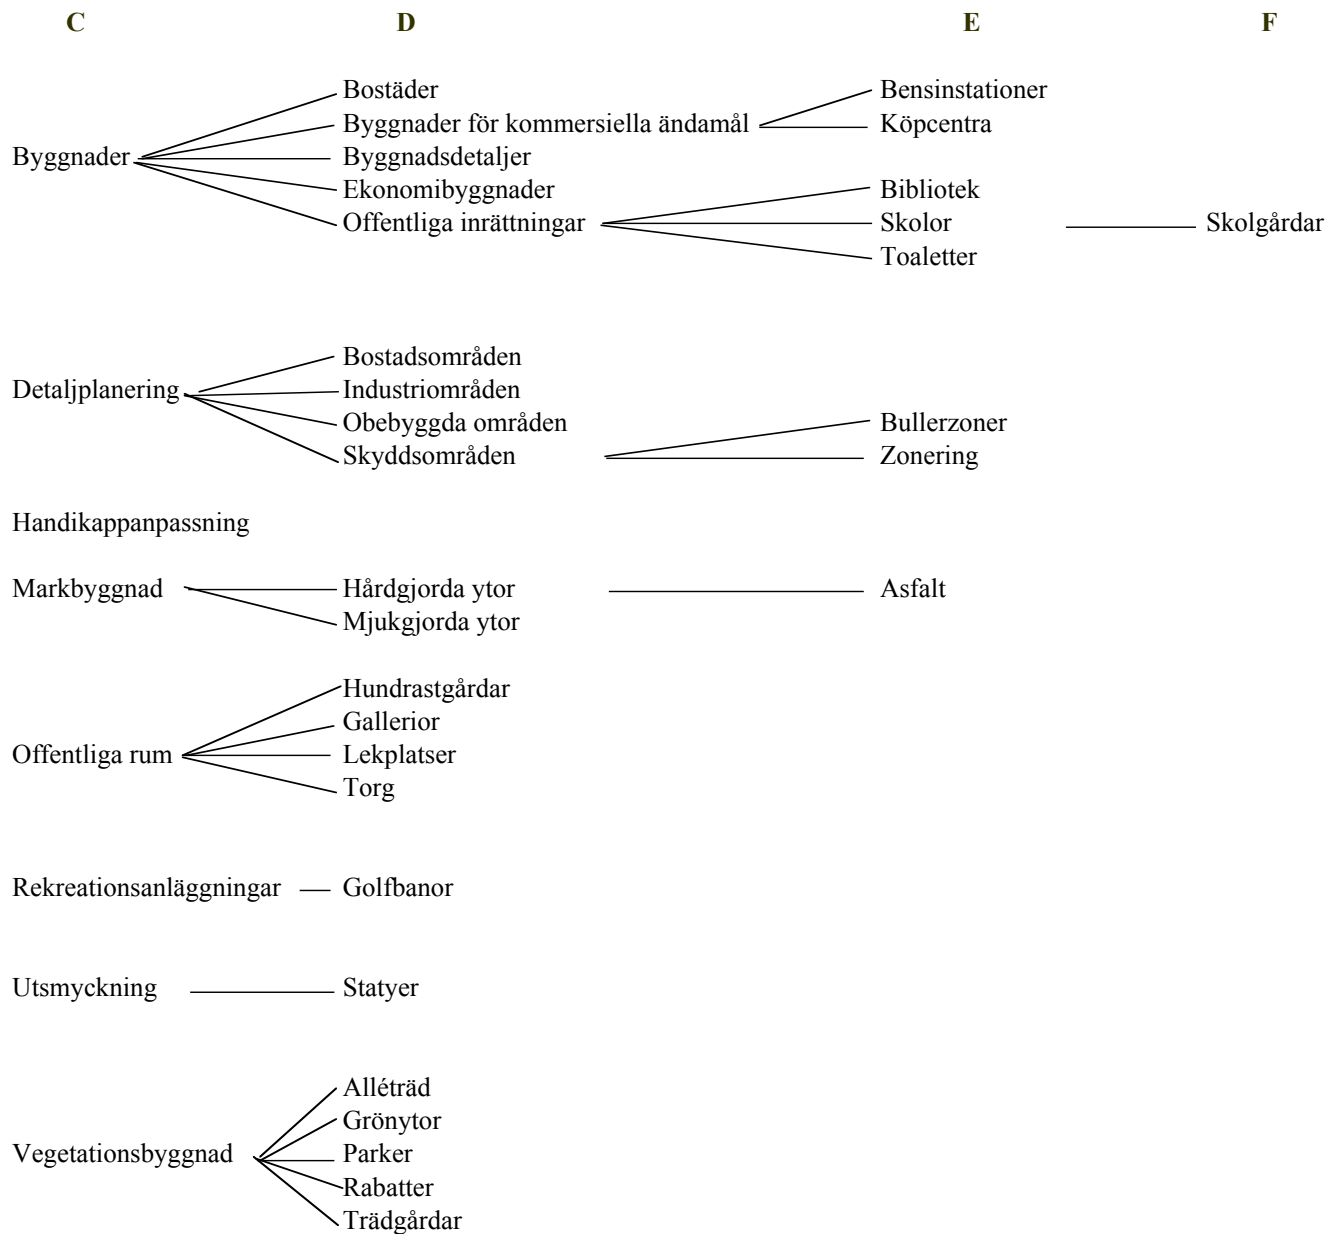 C D E F
Bostäder Bensinstationer
Byggnader för kommersiella ändamål Köpcentra
Byggnader Byggnadsdetaljer
Ekonomibyggnader Bibliotek
Offentliga inrättningar Skolor Skolgårdar
Toaletter
Bostadsområden
Detaljplanering Industriområden
Obebyggda områden Bullerzoner
Skyddsområden Zonering
Handikappanpassning
Markbyggnad Hårdgjorda ytor Asfalt
Mjukgjorda ytor
Hundrastgårdar
Gallerior
Offentliga rum Lekplatser
Torg
Rekreationsanläggningar Golfbanor
Utsmyckning Statyer
Alléträd
Grönytor
Vegetationsbyggnad Parker
Rabatter
Trädgårdar